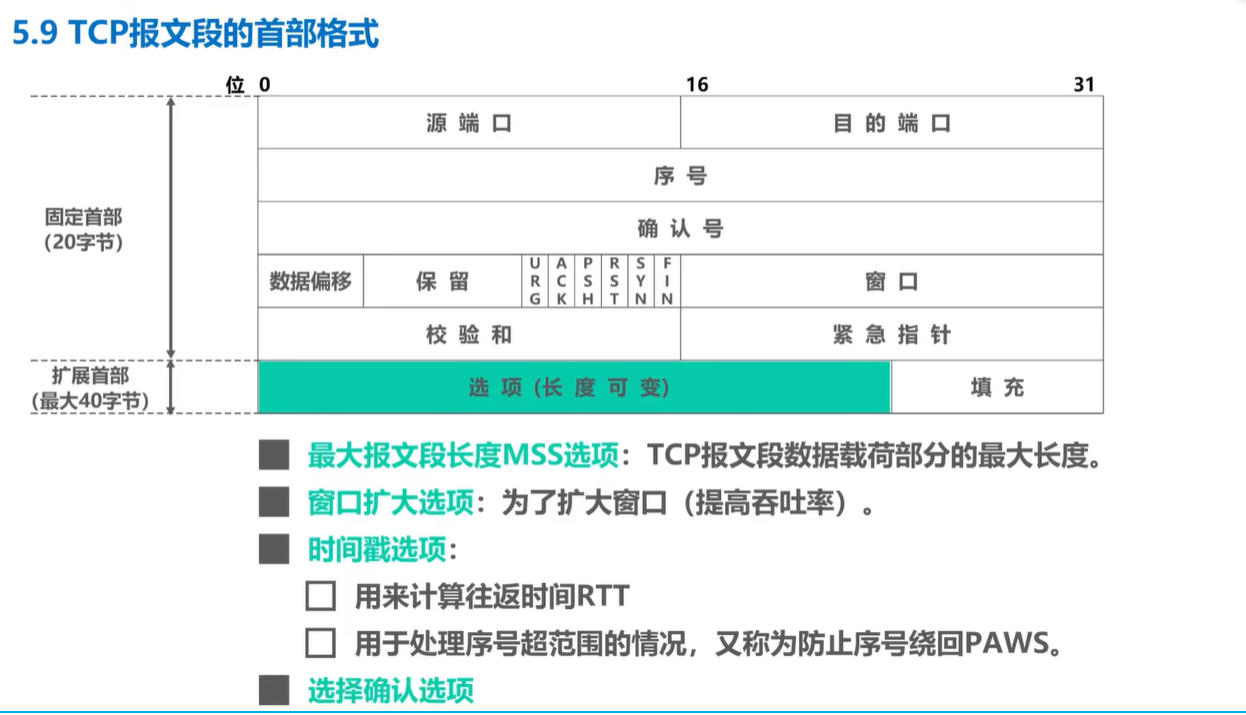 5.9 TCP报文段的首部格式
位 0 16 31
源端口 目的端口
序号
固定首部
(20字节)
确认号
数据偏移 保留 URG ACK PSH RST SYN FIN 窗口
校验和 紧急指针
扩展首部
(最大40字节)
选项(长度可变) 填充
最大报文段长度MSS选项：TCP报文段数据载荷部分的最大长度。
窗口扩大选项：为了扩大窗口（提高吞吐率）。
时间戳选项：
用来计算往返时间RTT
用于处理序号超范围的情况，又称为防止序号绕回PAWS。
选择确认选项